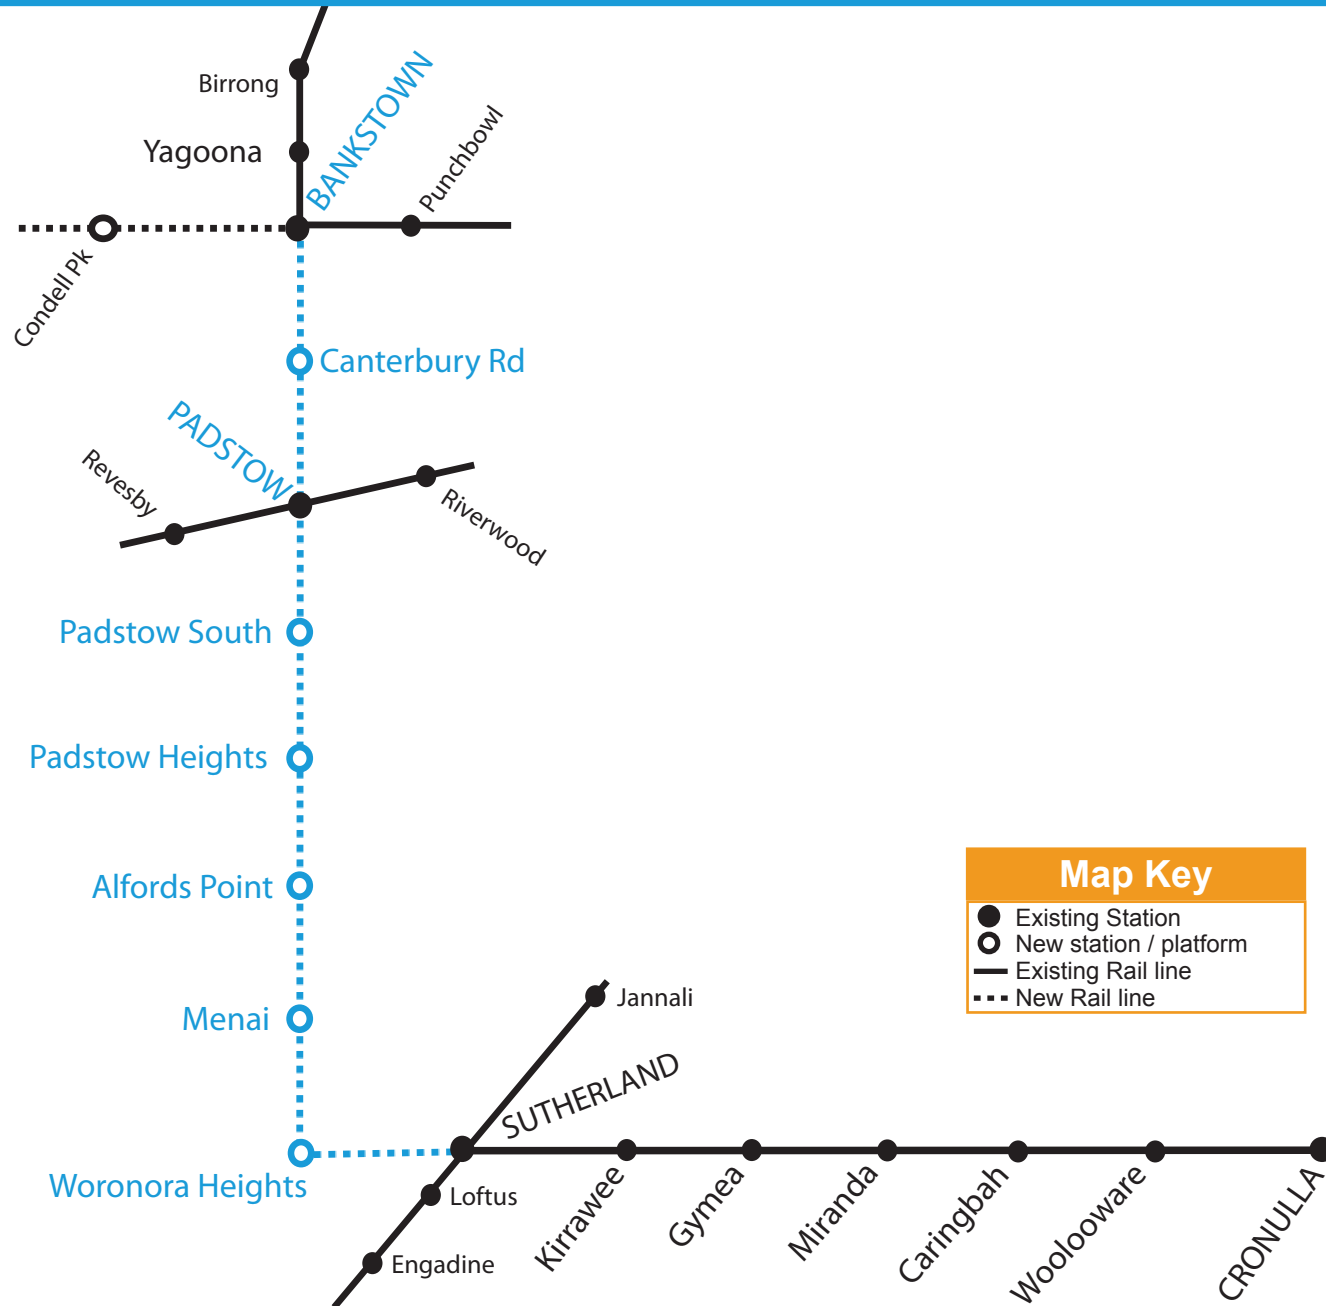 Birrong
BANKSTOWN
Yagoona
Punchbowl
Condell Pk
Canterbury Rd
PADSTOW
Revesby
Riverwood
Padstow South
Padstow Heights
Alfords Point
Map Key
Existing Station
New station / platform
Existing Rail line
New Rail line
Jannali
Menai
SUTHERLAND
Woronora Heights
Loftus
Engadine
Kirrawee
Gymea
Miranda
Caringbah
Woolooware
CRONULLA